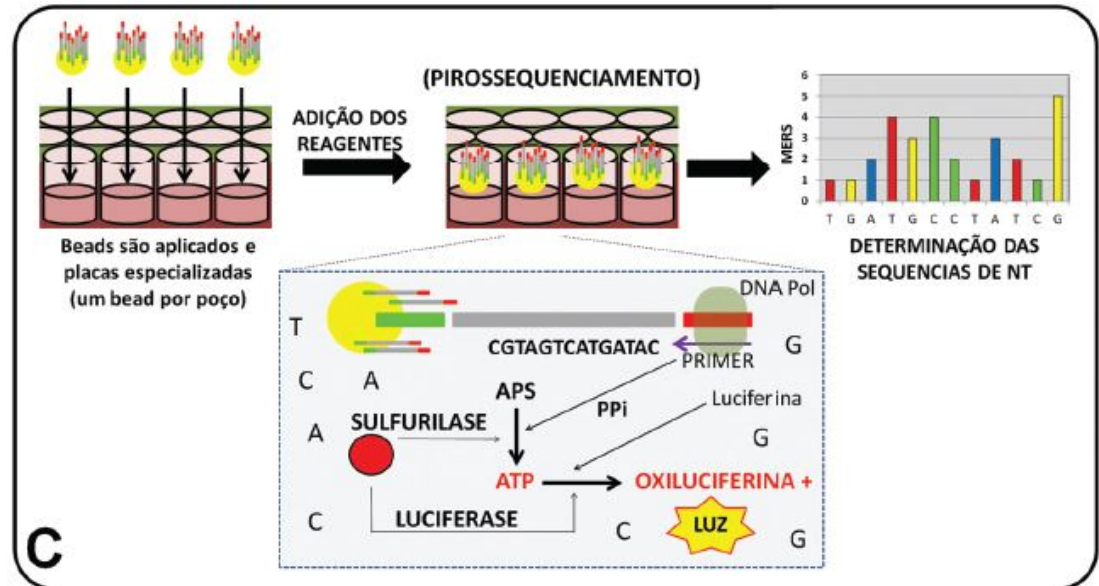 (PIROSSEQUENCIAMENTO)
ADIÇÃO DOS
REAGENTES
Beads são aplicados e
placas especializadas
(um bead por poço)
MERS
6
5
4
3
2
1
0
T G A T G C C T A T C G
DETERMINAÇÃO DAS
SEQUENCIAS DE NT
DNA Pol
T
CGTAGTCATGATAC
G
PRIMER
C A
APS
PPi
Luciferina
A
SULFURILASE
G
ATP
OXILUCIFERINA +
C
LUCIFERASE
C
LUZ
G
C